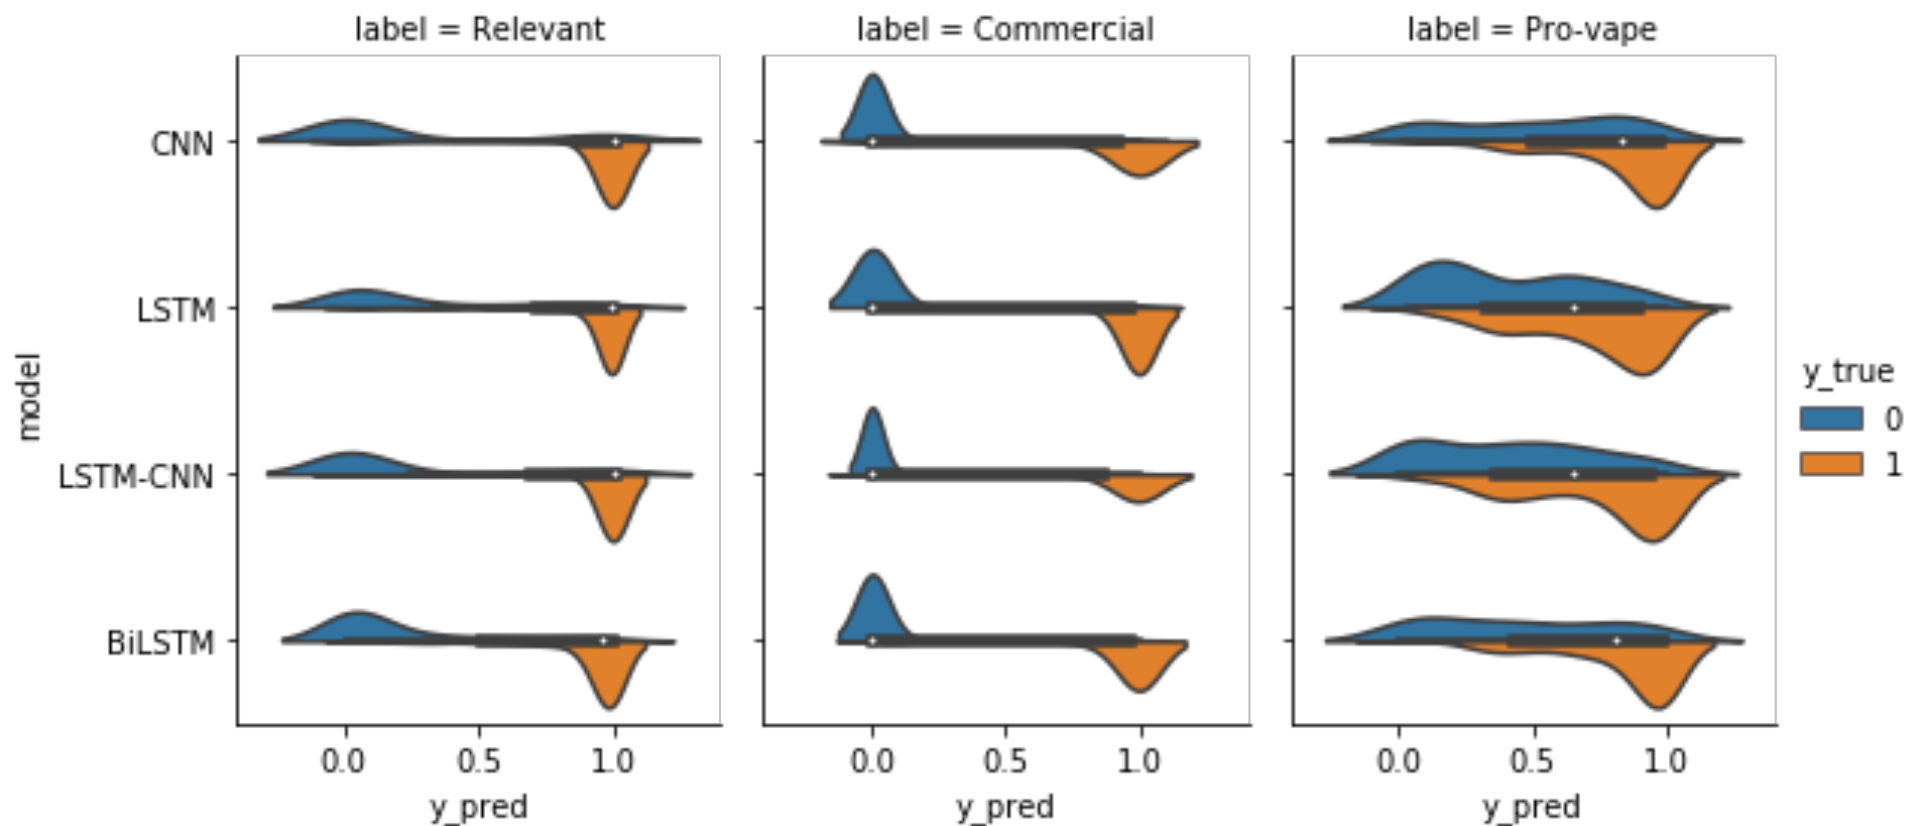 label = Relevant
label = Commercial
label = Pro-vape
model
CNN
LSTM
LSTM-CNN
BiLSTM
0.0 0.5 1.0
0.0 0.5 1.0
0.0 0.5 1.0
y_pred
y_pred
y_pred
y_true
0
1